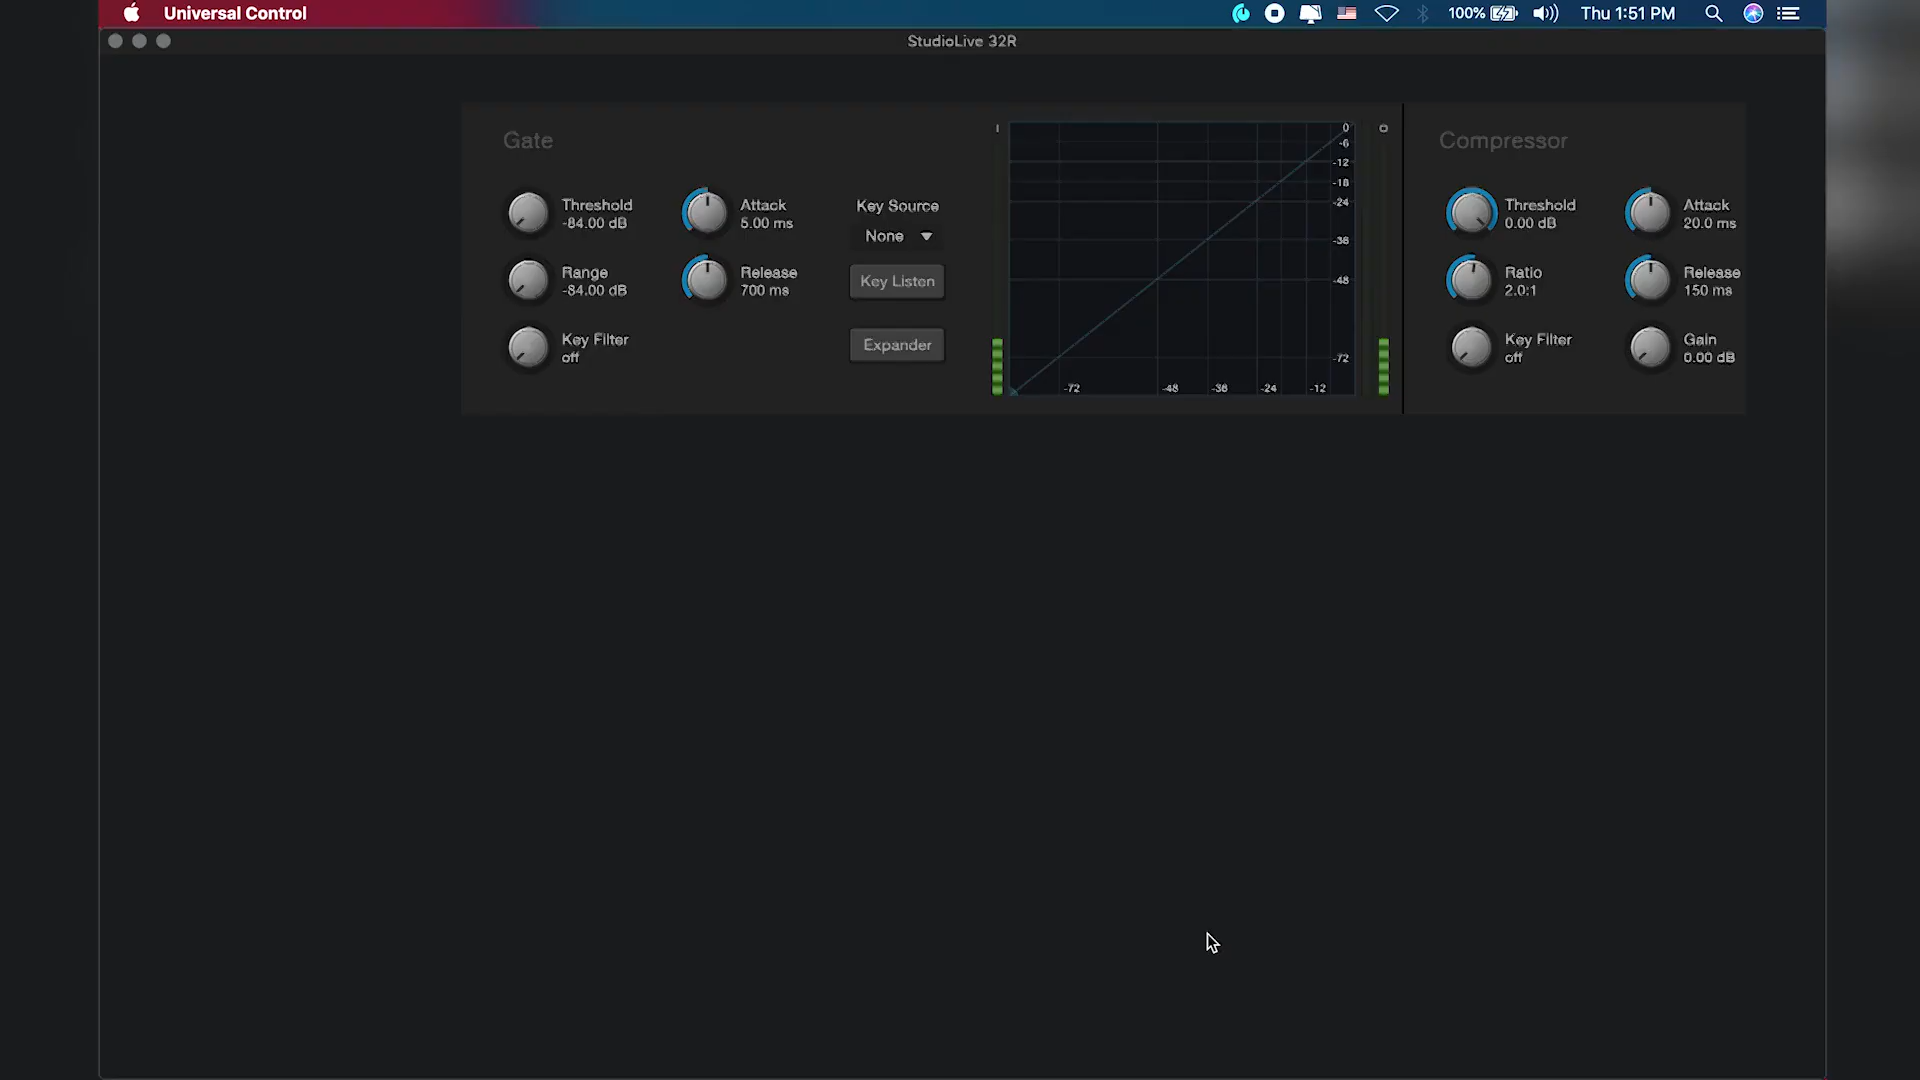 Universal Control
100%
Thu 1:51 PM
StudioLive 32R
Gate
Threshold
-84.00 dB
Attack
5.00 ms
Key Source
None
Range
-84.00 dB
Release
700 ms
Key Listen
Key Filter
off
Expander
I
0
-6
-12
-18
-24
-36
-48
-72
-72
-48
-36
-24
-12
O
Compressor
Threshold
0.00 dB
Attack
20.0 ms
Ratio
2.0:1
Release
150 ms
Key Filter
off
Gain
0.00 dB